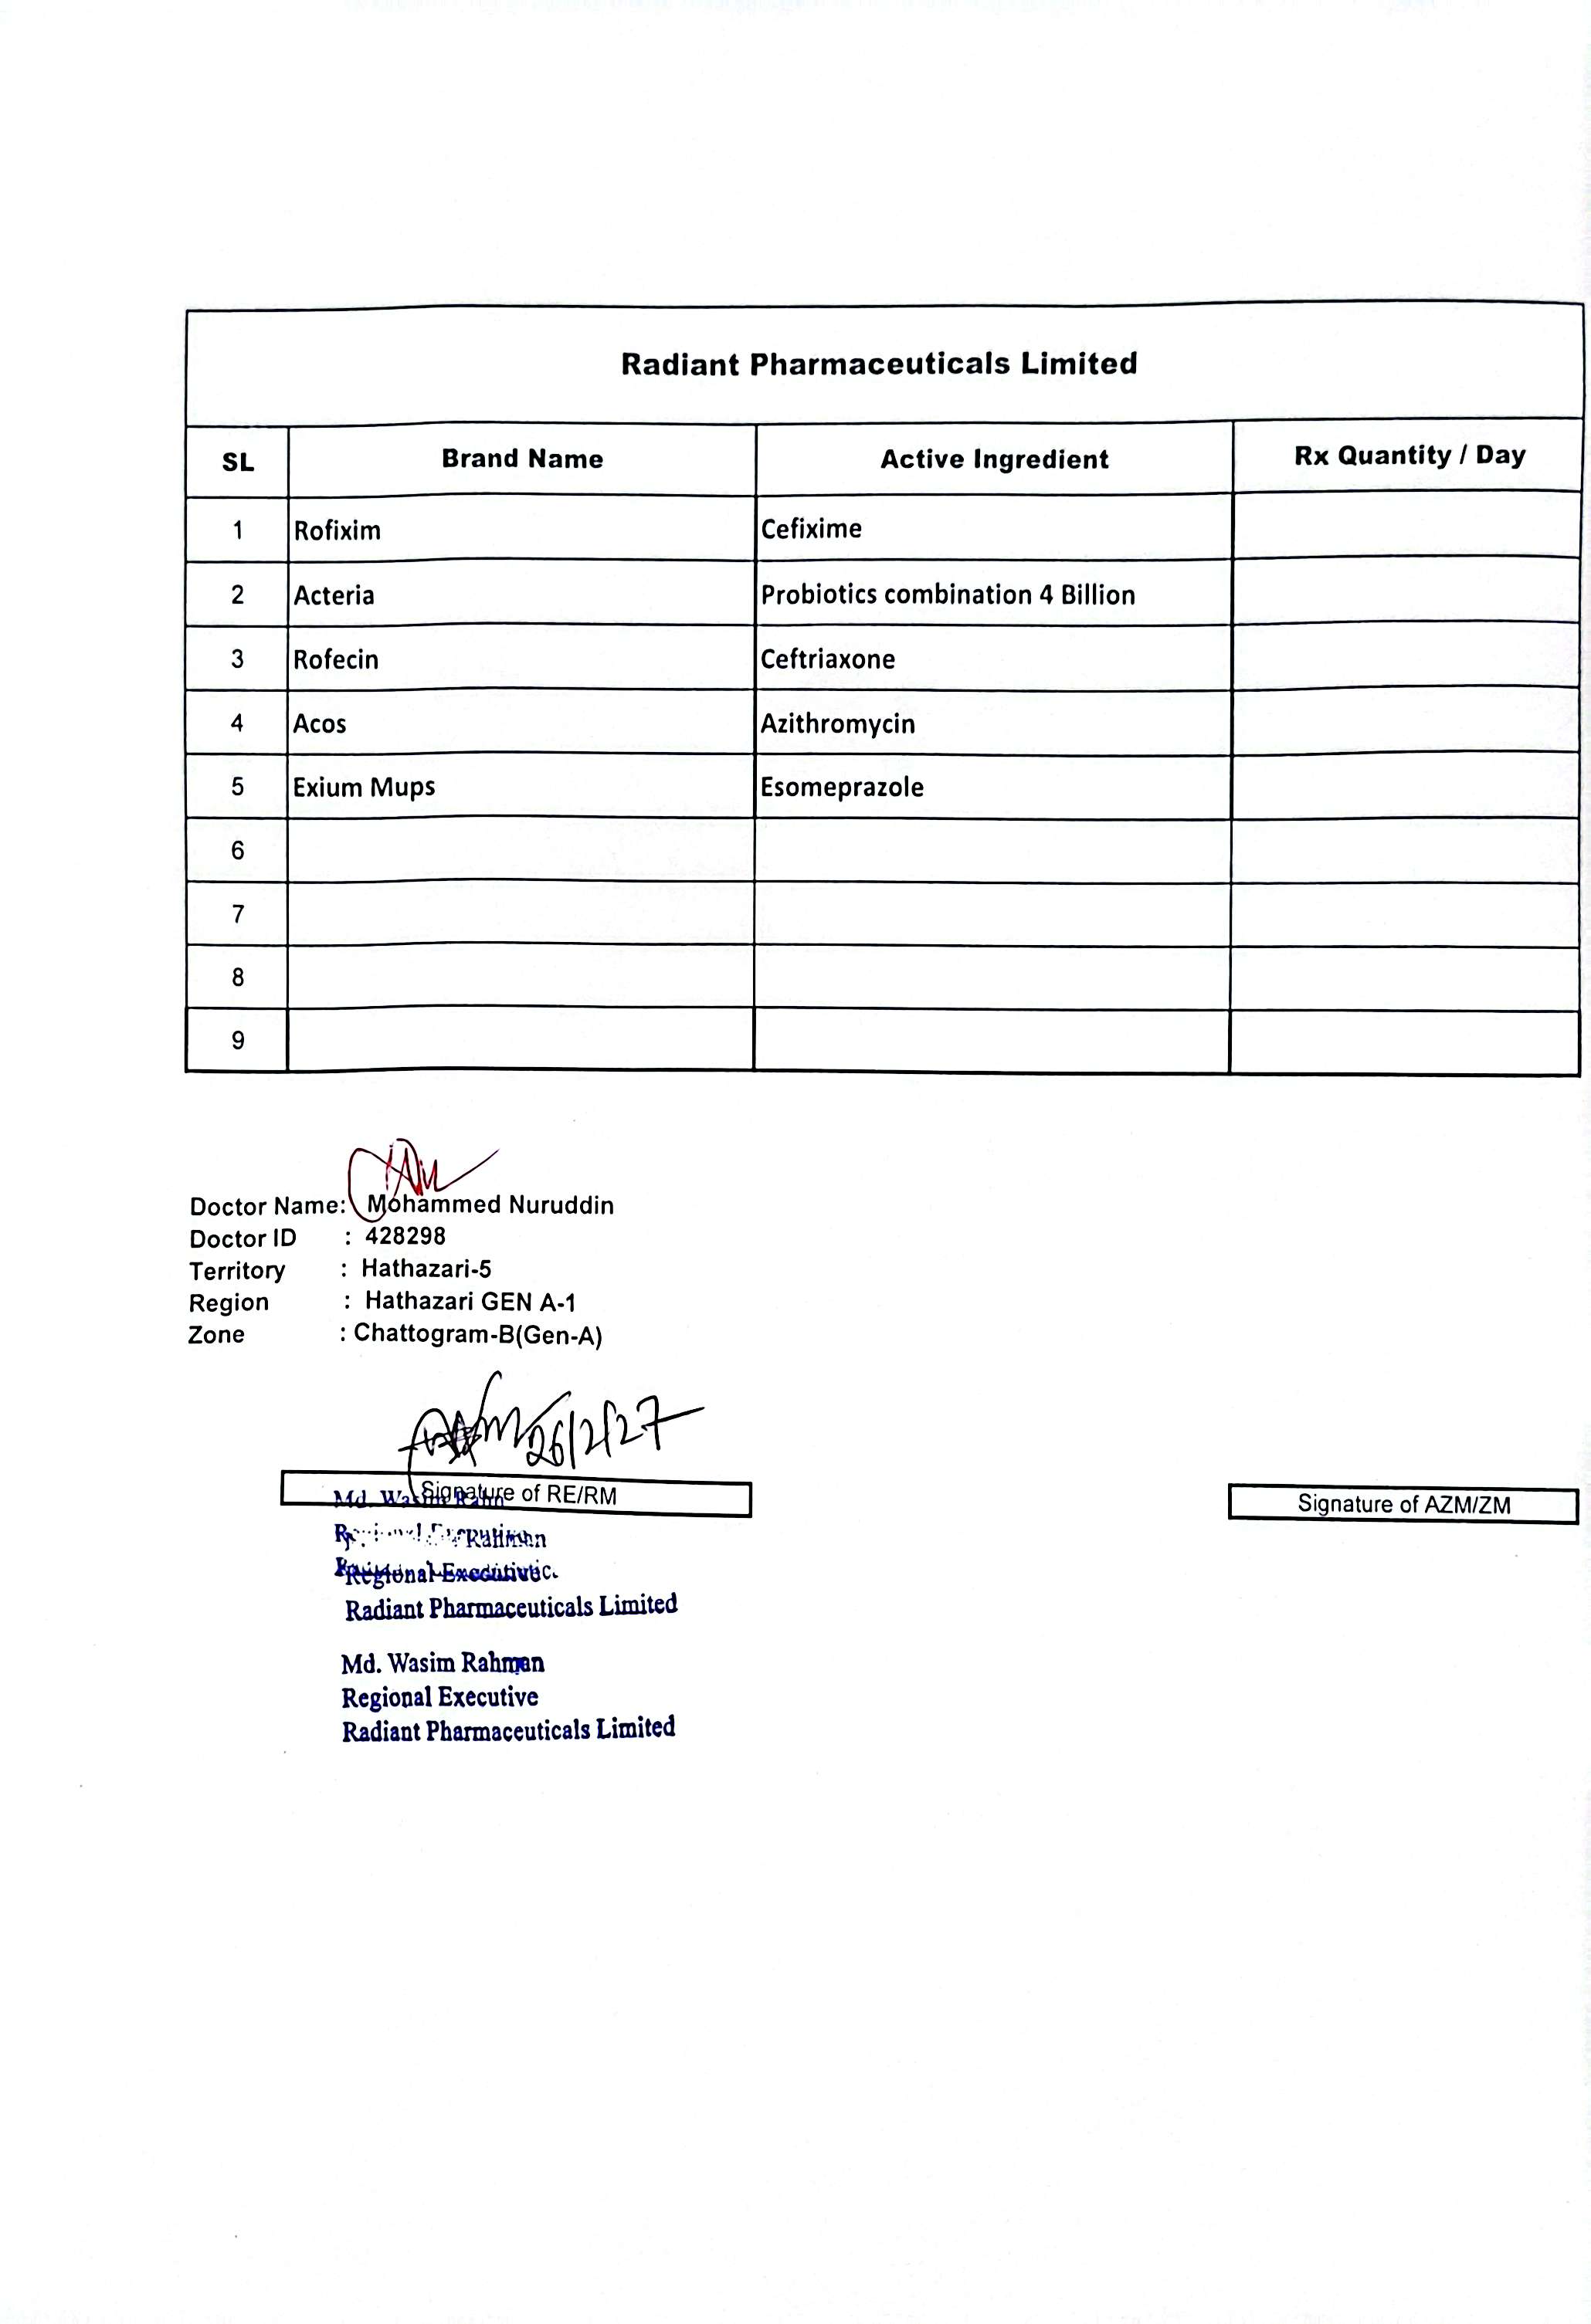 Radiant Pharmaceuticals Limited
SL Brand Name Active Ingredient Rx Quantity / Day
1 Rofixim Cefixime
2 Acteria Probiotics combination 4 Billion
3 Rofecin Ceftriaxone
4 Acos Azithromycin
5 Exium Mups Esomeprazole
6
7
8
9
Doctor Name: Mohammed Nuruddin
Doctor ID : 428298
Territory : Hathazari-5
Region : Hathazari GEN A-1
Zone : Chattogram-B(Gen-A)
26/2/27
Signature of RE/RM Signature of AZM/ZM
Md. Wasim
Regional Executive
Radiant Pharmaceuticals Limited
Md. Wasim Rahman
Regional Executive
Radiant Pharmaceuticals Limited